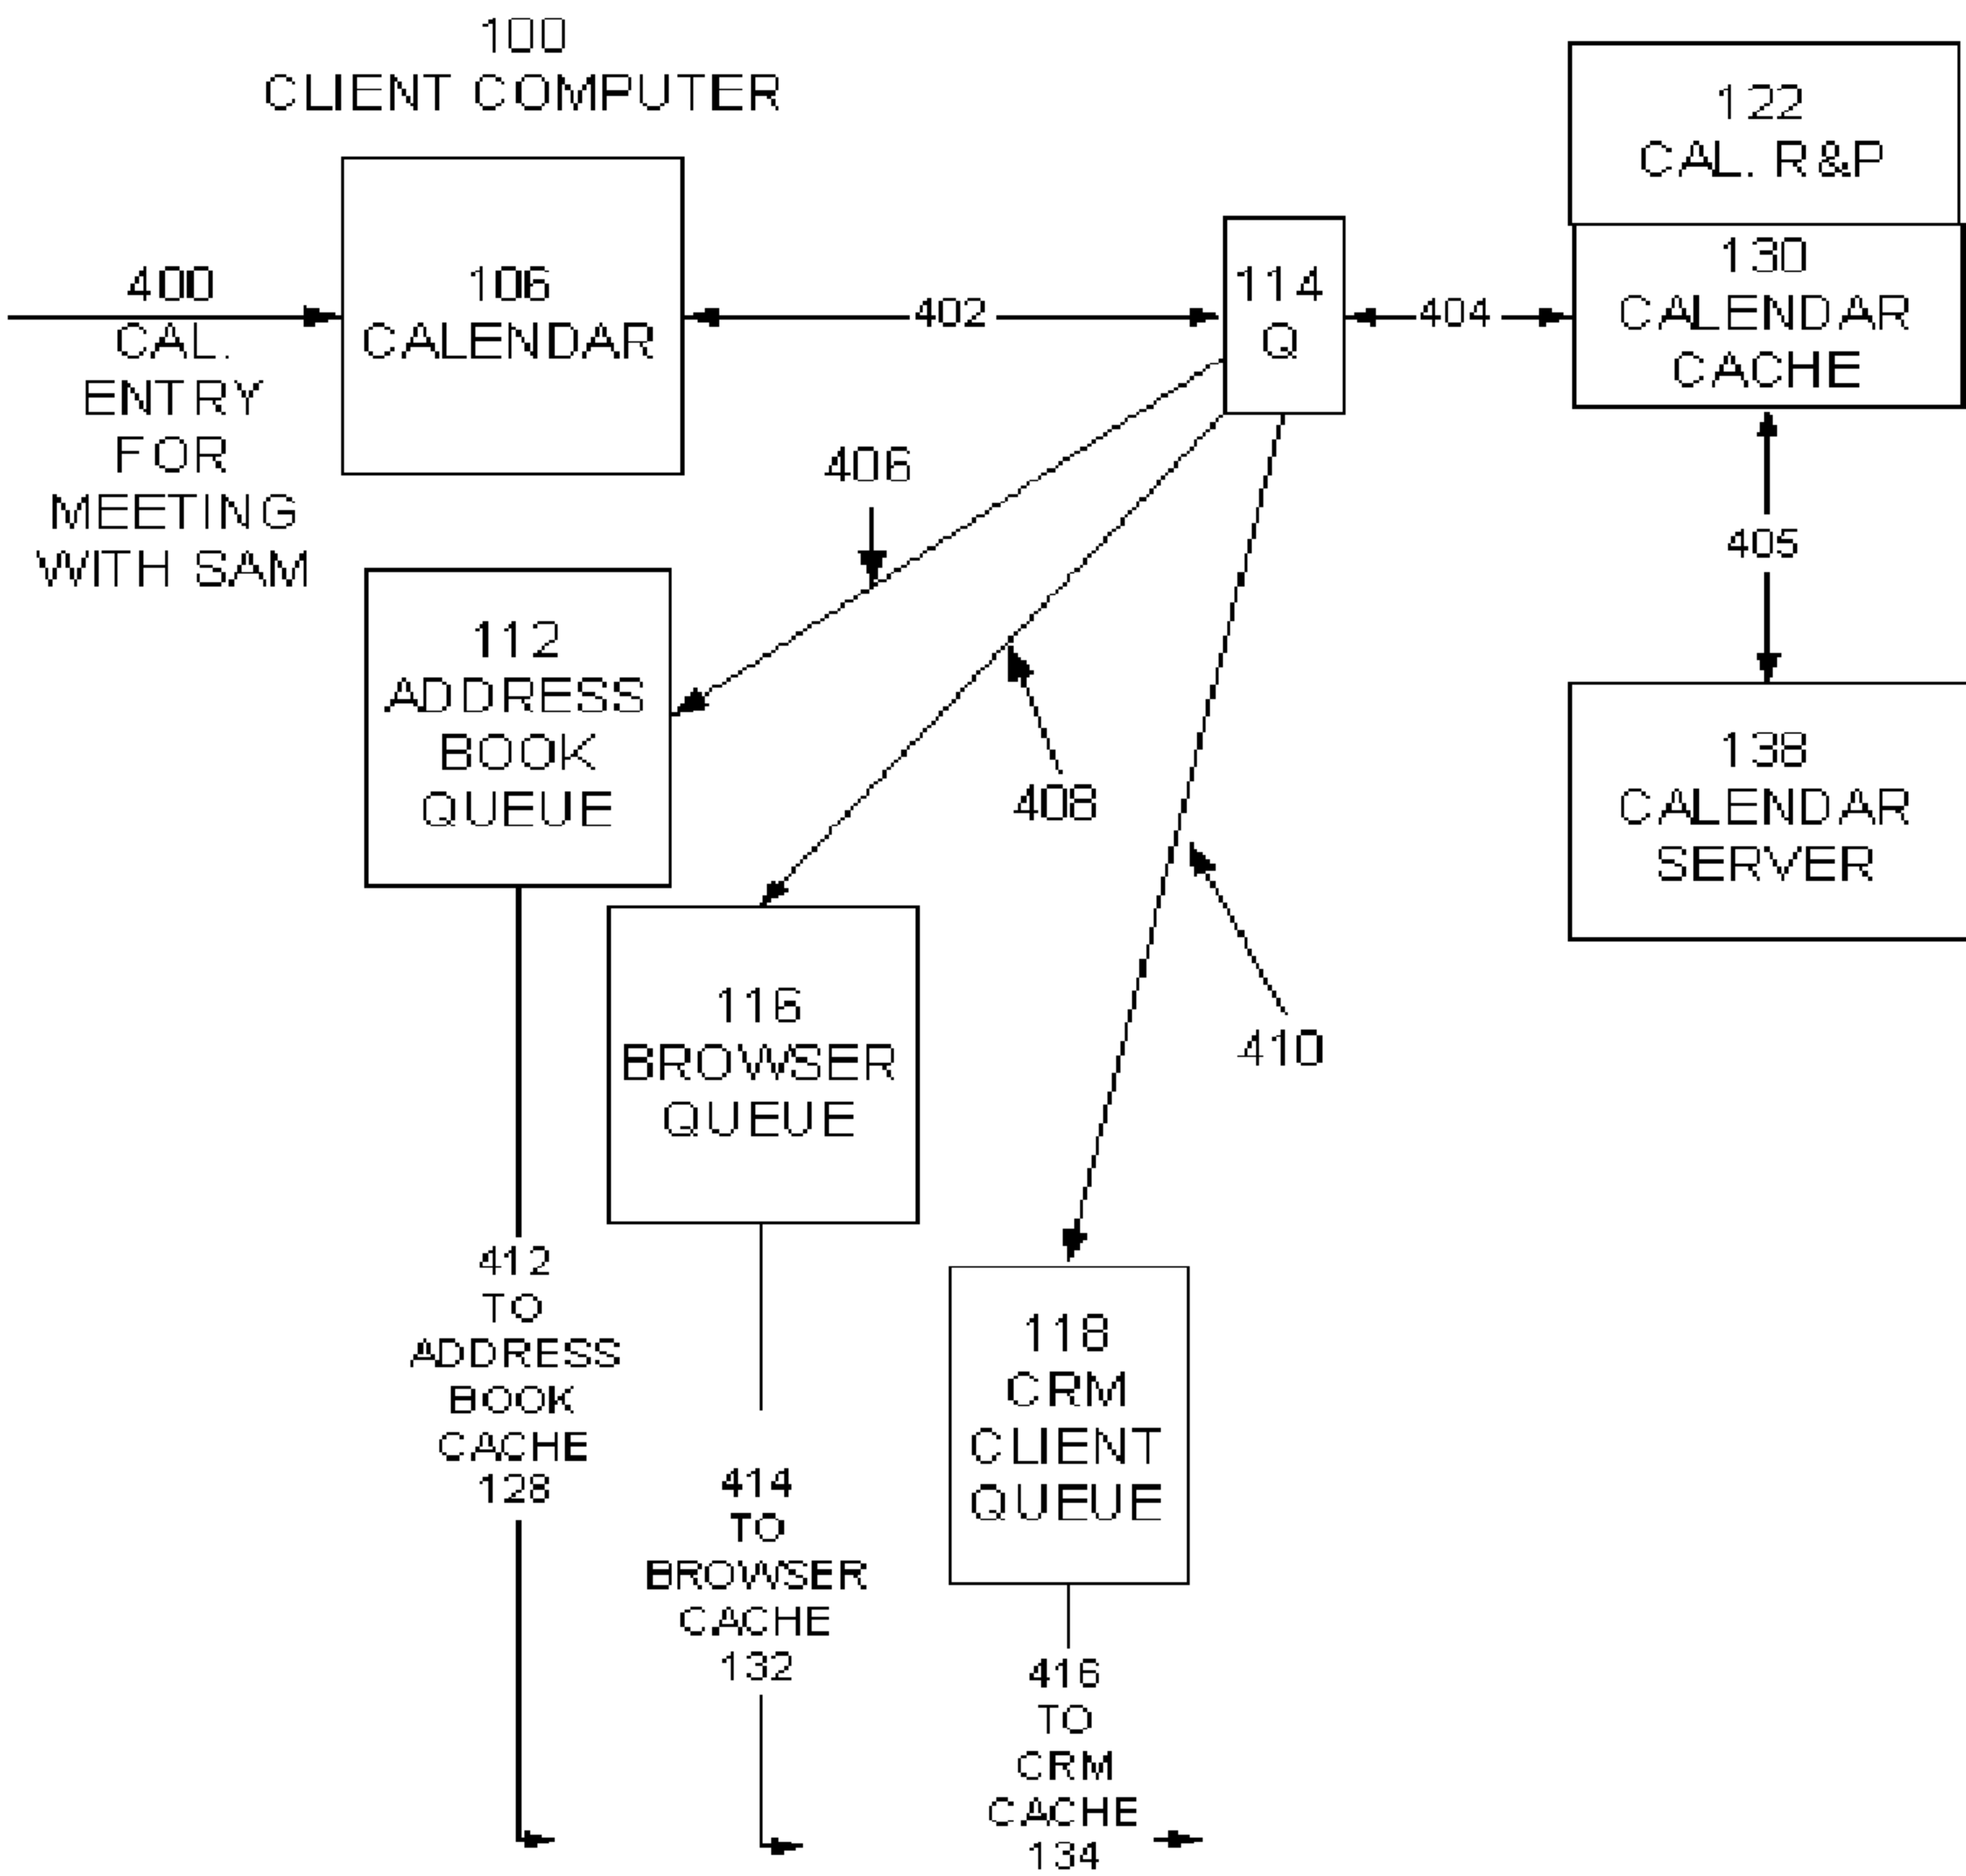 100
CLIENT COMPUTER
122
CAL. R&P
400
CAL.
ENTRY
FOR
MEETING
WITH SAM
106
CALENDAR
402
114
Q
404
130
CALENDAR
CACHE
406
405
112
ADDRESS
BOOK
QUEUE
408
138
CALENDAR
SERVER
116
BROWSER
QUEUE
410
412
TO
ADDRESS
BOOK
CACHE
128
118
CRM
CLIENT
QUEUE
414
TO
BROWSER
CACHE
132
416
TO
CRM
CACHE
134